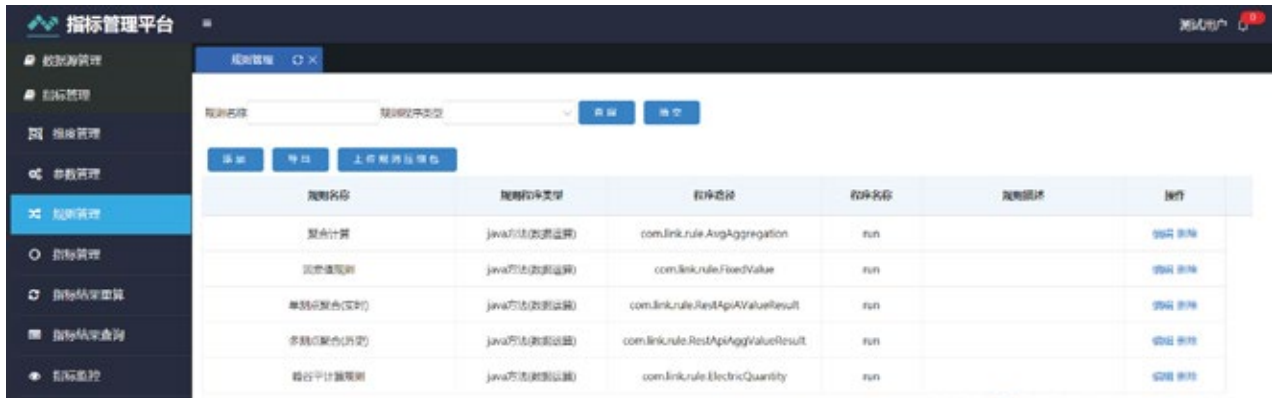 指标管理平台
测试用户 0
数据源管理
规则管理
指标管理
规则名称 规则程序类型 查 询 清 空
维度管理
添 加 导 出 上 传 规 则 压 缩 包
参数管理
规则名称 规则程序类型 程序路径 程序名称 规则描述 操作
规则管理
聚合计算 java方法(数据运算) com.link.rule.AvgAggregation run 编辑 删除
指标管理
固定值规则 java方法(数据运算) com.link.rule.FixedValue run 编辑 删除
指标结果重算
单测点聚合(实时) java方法(数据运算) com.link.rule.RestApiAValueResult run 编辑 删除
指标结果查询
多测点聚合(历史) java方法(数据运算) com.link.rule.RestApiAggValueResult run 编辑 删除
指标监控
峰谷平计算规则 java方法(数据运算) com.link.rule.ElectricQuantity run 编辑 删除